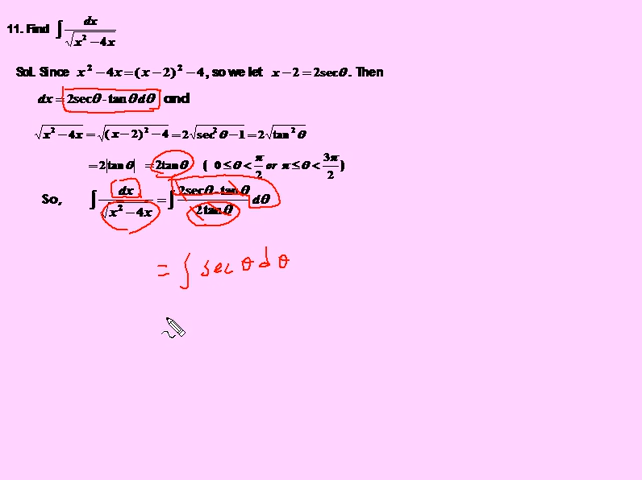 11. Find ∫ dx / √(x² − 4x)
Sol. Since x² − 4x = (x − 2)² − 4, so we let x − 2 = 2secθ. Then
dx = 2secθ · tanθ dθ and
√(x² − 4x) = √((x − 2)² − 4) = 2√(sec²θ − 1) = 2√(tan²θ)
= 2|tanθ| = 2tanθ ( 0 ≤ θ < π/2 or π ≤ θ < 3π/2 )
So, ∫ dx / √(x² − 4x) = ∫ (2secθ · tanθ) / (2tanθ) dθ
= ∫ sec θ dθ